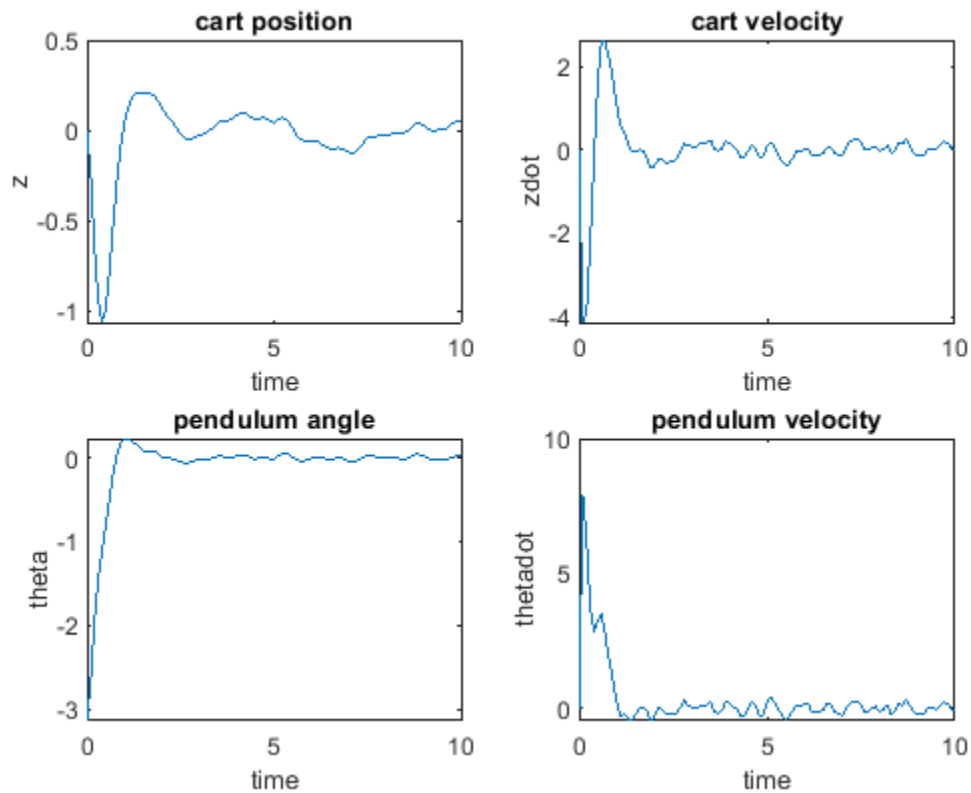 cart position
0.5
0
-0.5
-1
z
0
5
10
time
cart velocity
2
0
-2
-4
zdot
0
5
10
time
pendulum angle
0
-1
-2
-3
theta
0
5
10
time
pendulum velocity
10
5
0
thetadot
0
5
10
time